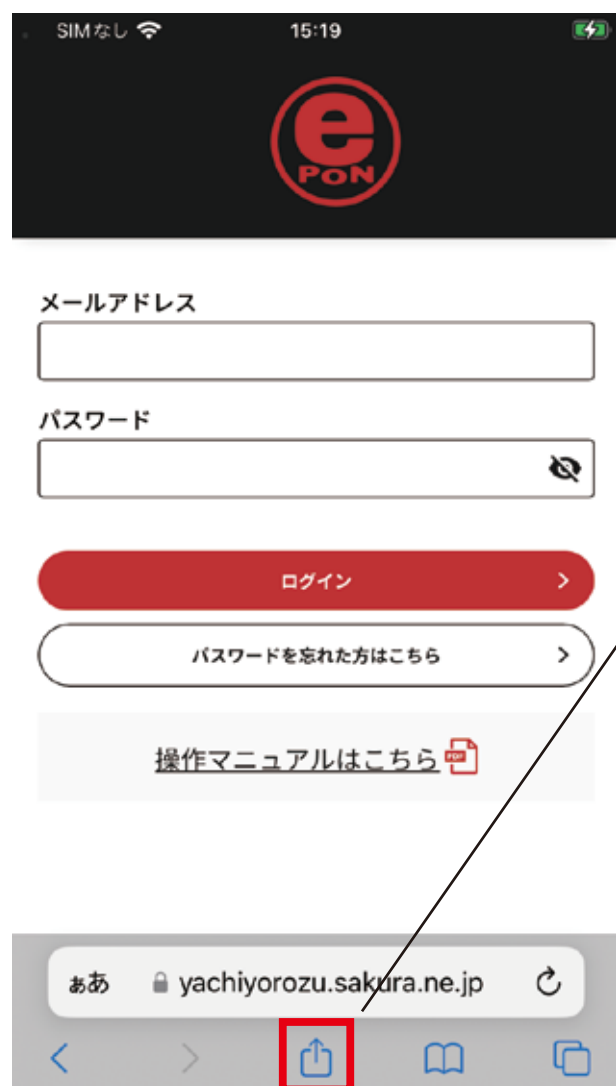 SIMなし 15:19
e
PON
メールアドレス
パスワード
ログイン
パスワードを忘れた方はこちら
操作マニュアルはこちら PDF
ぁあ yachiyorozu.sakura.ne.jp